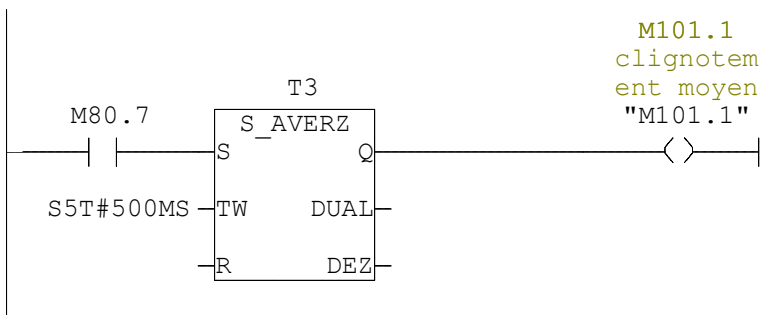 M101.1
clignotem
ent moyen
T3
M80.7
"M101.1"
S_AVERZ
S Q
S5T#500MS TW DUAL
R DEZ